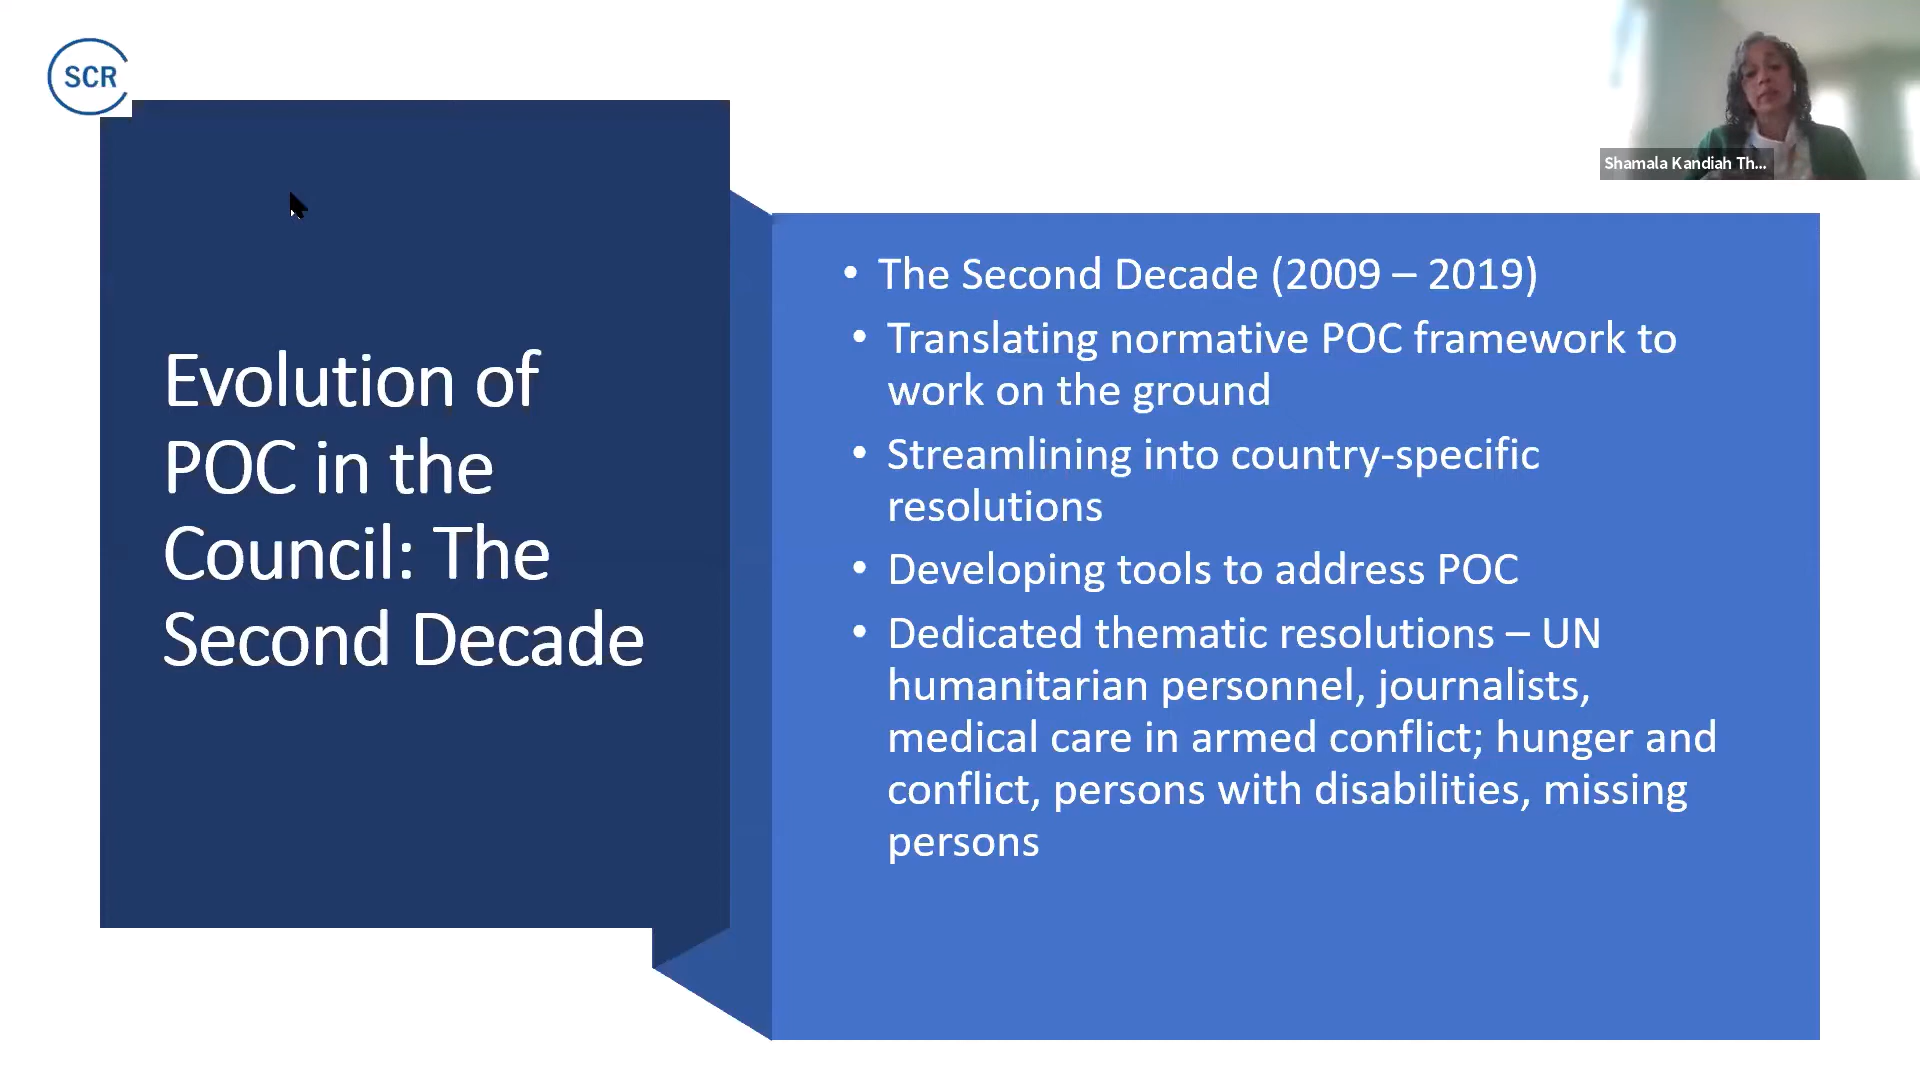 SCR
Shamala Kandiah Th...
Evolution of
POC in the
Council: The
Second Decade
• The Second Decade (2009 – 2019)
• Translating normative POC framework to
work on the ground
• Streamlining into country-specific
resolutions
• Developing tools to address POC
• Dedicated thematic resolutions – UN
humanitarian personnel, journalists,
medical care in armed conflict; hunger and
conflict, persons with disabilities, missing
persons